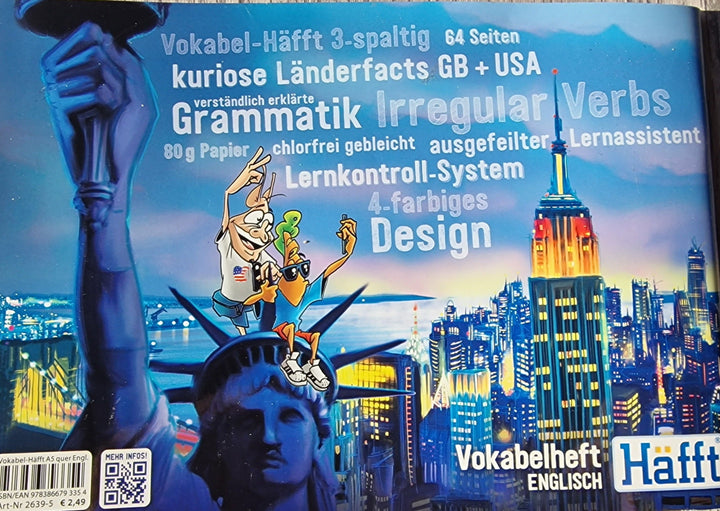 Vokabel-Häfft 3-spaltig 64 Seiten
kuriose Länderfacts GB + USA
verständlich erklärte
Grammatik Irregular Verbs
80g Papier chlorfrei gebleicht ausgefeilter Lernassistent
Lernkontroll-System
4-farbiges
Design
Vokabelheft
ENGLISCH
Häfft
Vokabel-Häfft A5 quer Engl.
MEHR INFOS!
ISBN/EAN 978386679 335 4
Art-Nr 2639-5 € 2,49